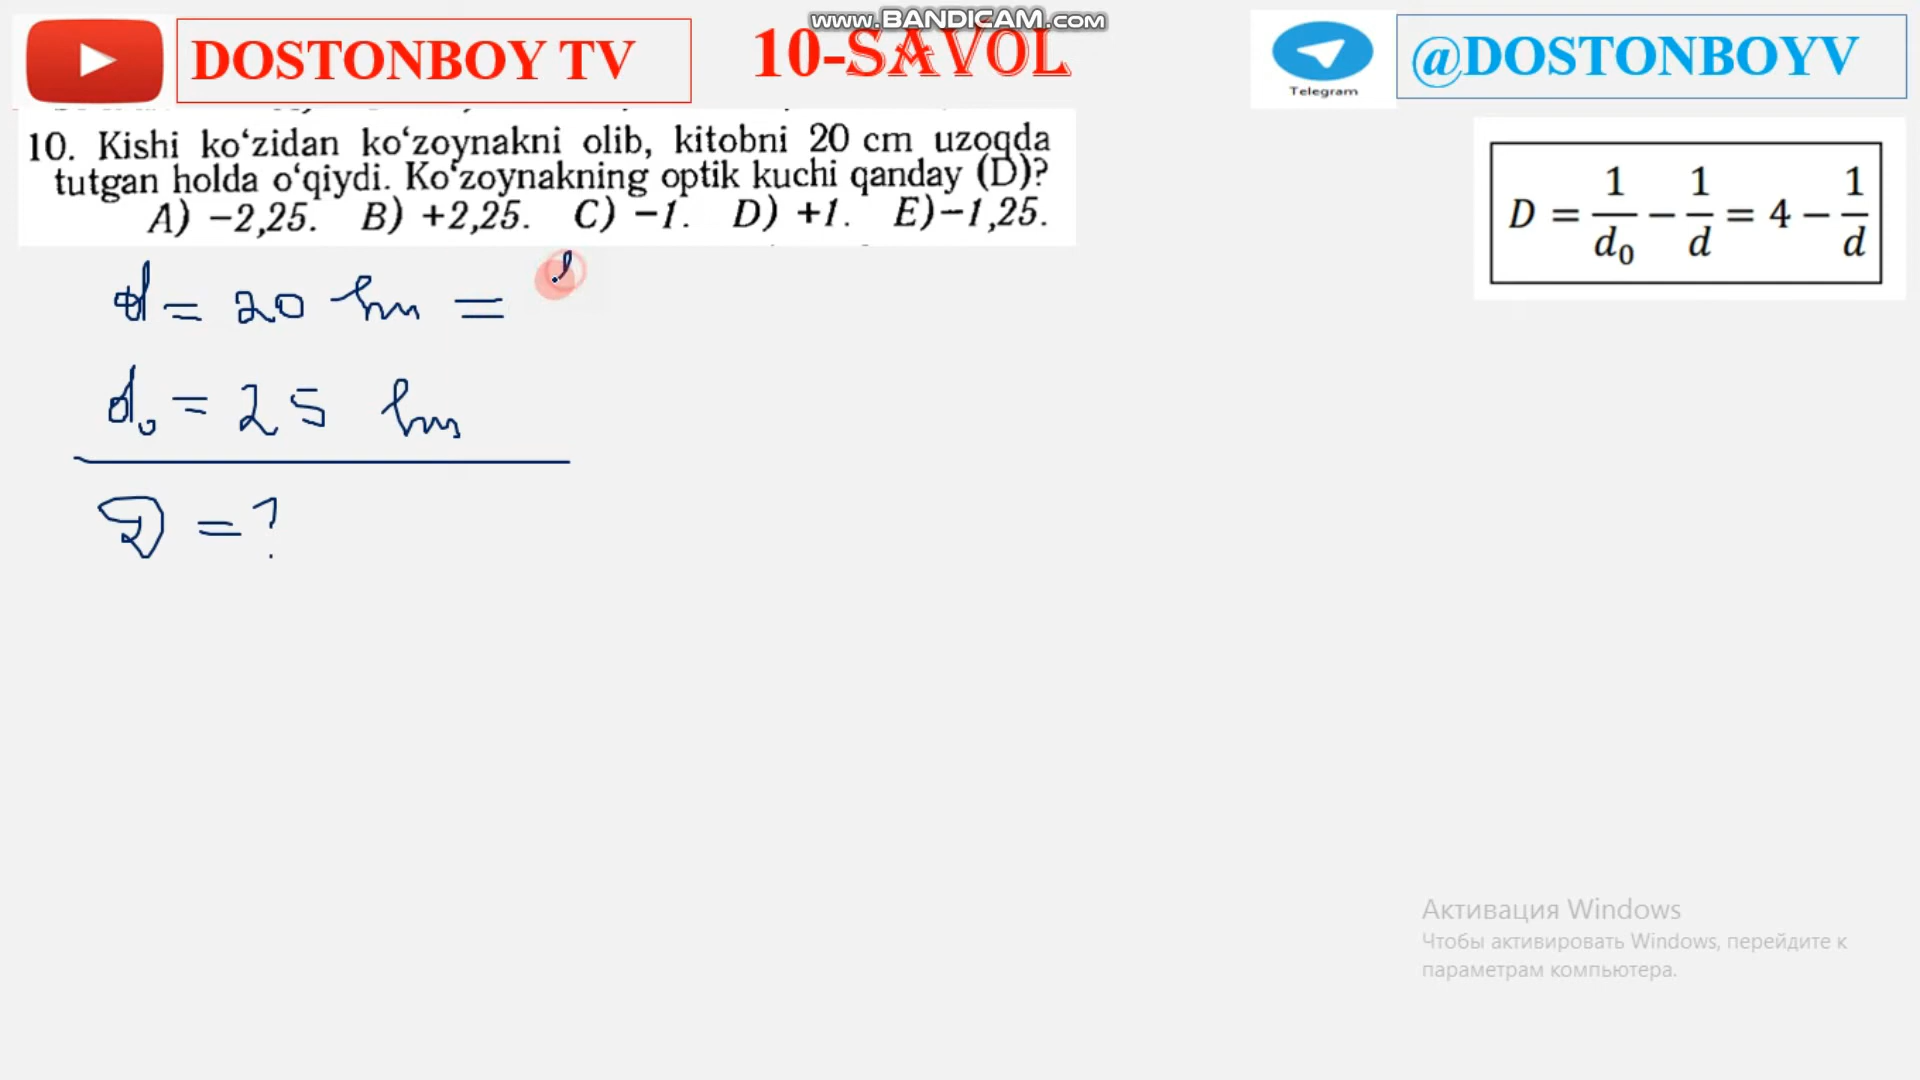 www.BANDICAM.com
DOSTONBOY TV
10-SAVOL
Telegram
@DOSTONBOYV
10. Kishi ko‘zidan ko‘zoynakni olib, kitobni 20 cm uzoqda
tutgan holda o‘qiydi. Ko‘zoynakning optik kuchi qanday (D)?
A) −2,25. B) +2,25. C) −1. D) +1. E) −1,25.
D = 1/d₀ − 1/d = 4 − 1/d
d = 20 sm =
d₀ = 25 sm
D = ?
Активация Windows
Чтобы активировать Windows, перейдите к
параметрам компьютера.